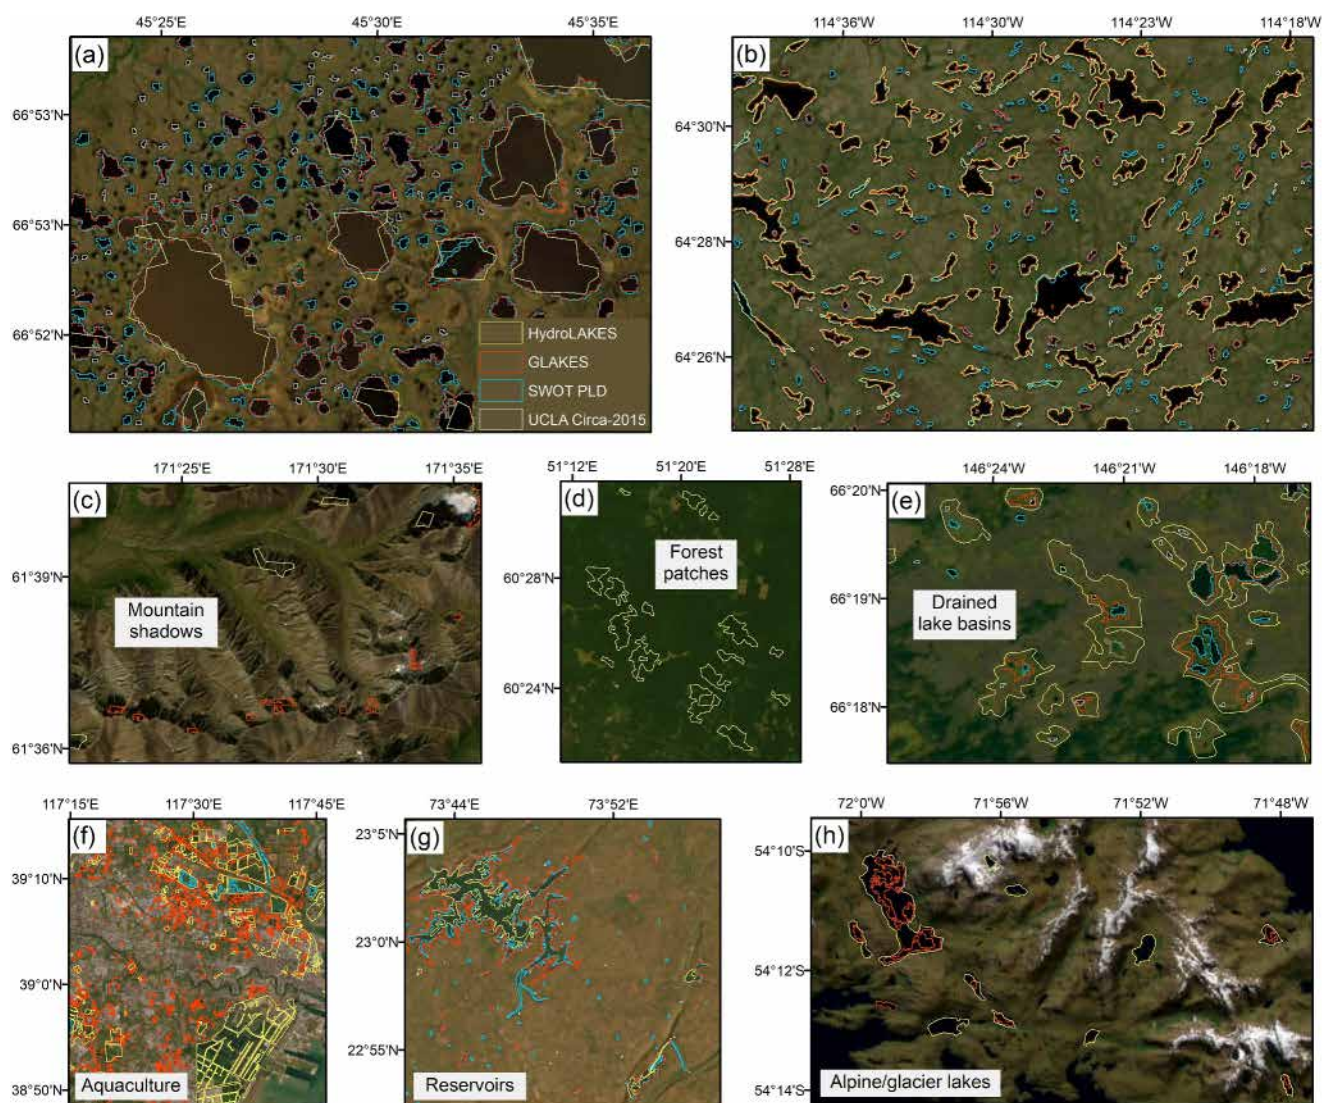 45°25'E 45°30'E 45°35'E
114°36'W 114°30'W 114°23'W 114°18'W
(a)
(b)
66°53'N
64°30'N
66°53'N
64°28'N
66°52'N
64°26'N
HydroLAKES
GLAKES
SWOT PLD
UCLA Circa-2015
171°25'E 171°30'E 171°35'E
51°12'E 51°20'E 51°28'E
146°24'W 146°21'W 146°18'W
(c)
(d)
(e)
61°39'N
61°36'N
Mountain
shadows
60°28'N
60°24'N
Forest
patches
66°20'N
66°19'N
66°18'N
Drained
lake basins
117°15'E 117°30'E 117°45'E
73°44'E 73°52'E
72°0'W 71°56'W 71°52'W 71°48'W
(f)
(g)
(h)
39°10'N
39°0'N
38°50'N
Aquaculture
23°5'N
23°0'N
22°55'N
Reservoirs
54°10'S
54°12'S
54°14'S
Alpine/glacier lakes